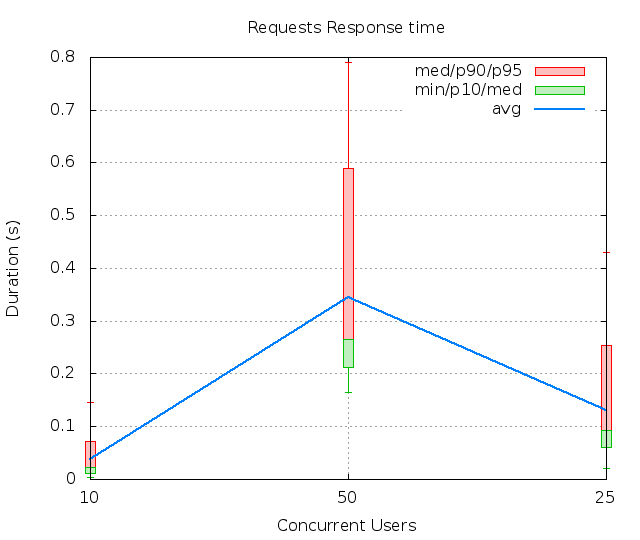 Requests Response time
0.8
0.7
0.6
0.5
0.4
0.3
0.2
0.1
0
Duration (s)
med/p90/p95
min/p10/med
avg
10
50
25
Concurrent Users